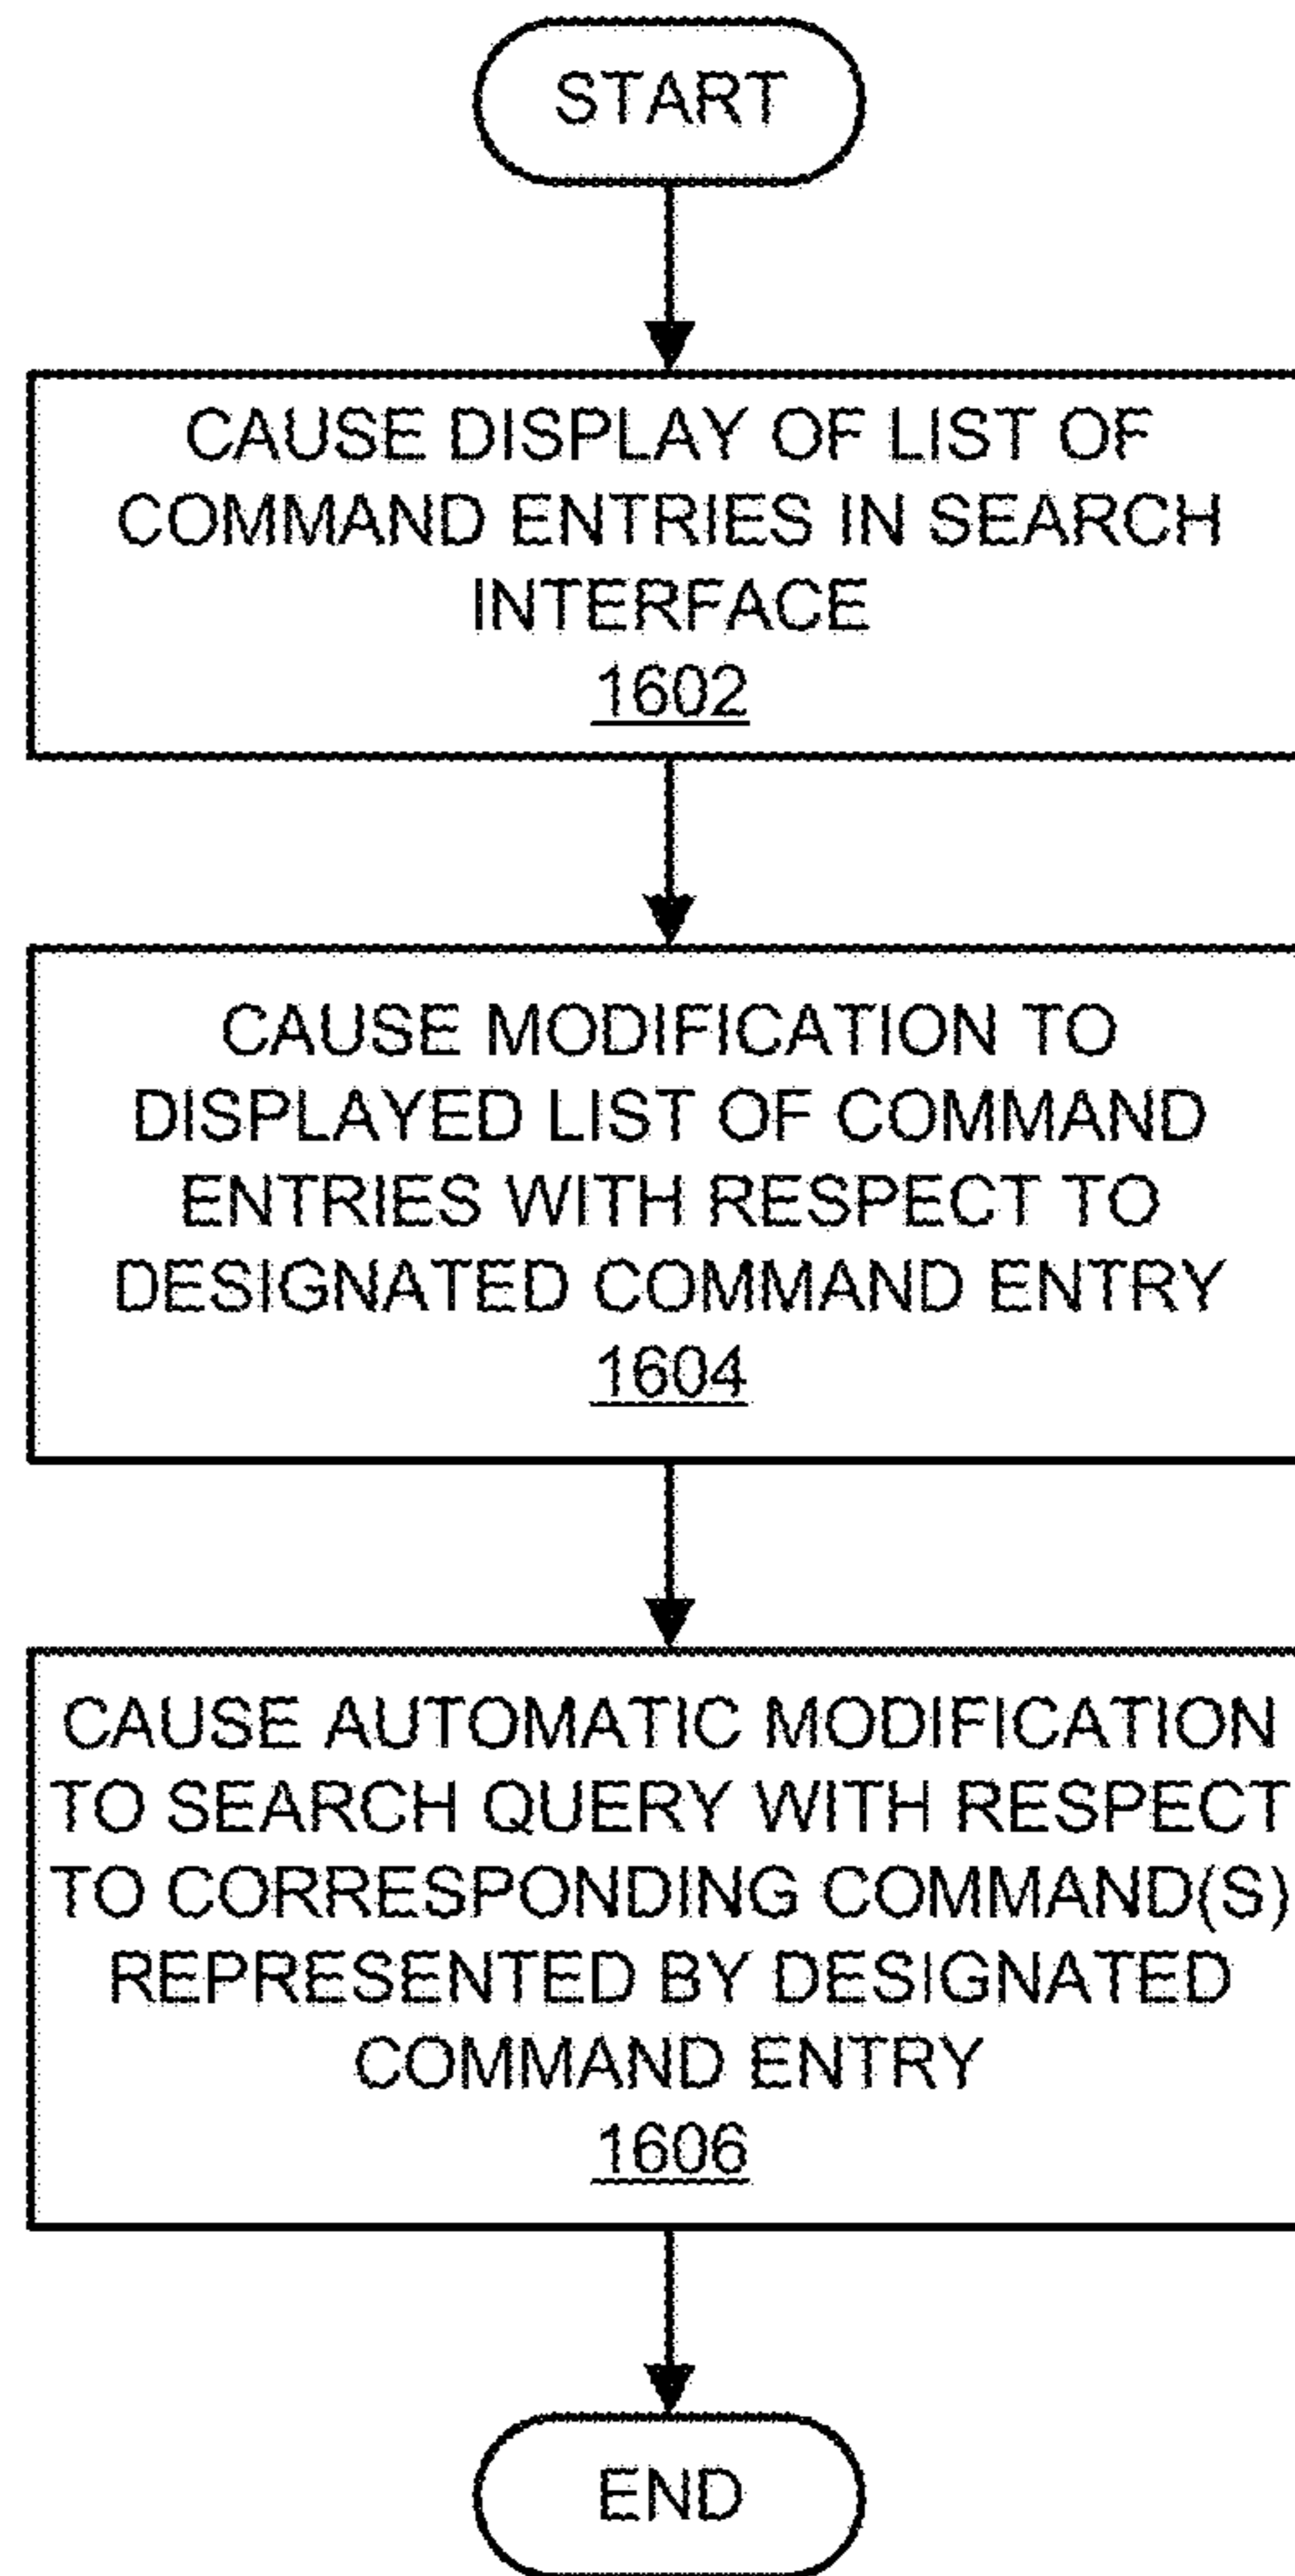 START
CAUSE DISPLAY OF LIST OF
COMMAND ENTRIES IN SEARCH
INTERFACE
1602
CAUSE MODIFICATION TO
DISPLAYED LIST OF COMMAND
ENTRIES WITH RESPECT TO
DESIGNATED COMMAND ENTRY
1604
CAUSE AUTOMATIC MODIFICATION
TO SEARCH QUERY WITH RESPECT
TO CORRESPONDING COMMAND(S)
REPRESENTED BY DESIGNATED
COMMAND ENTRY
1606
END